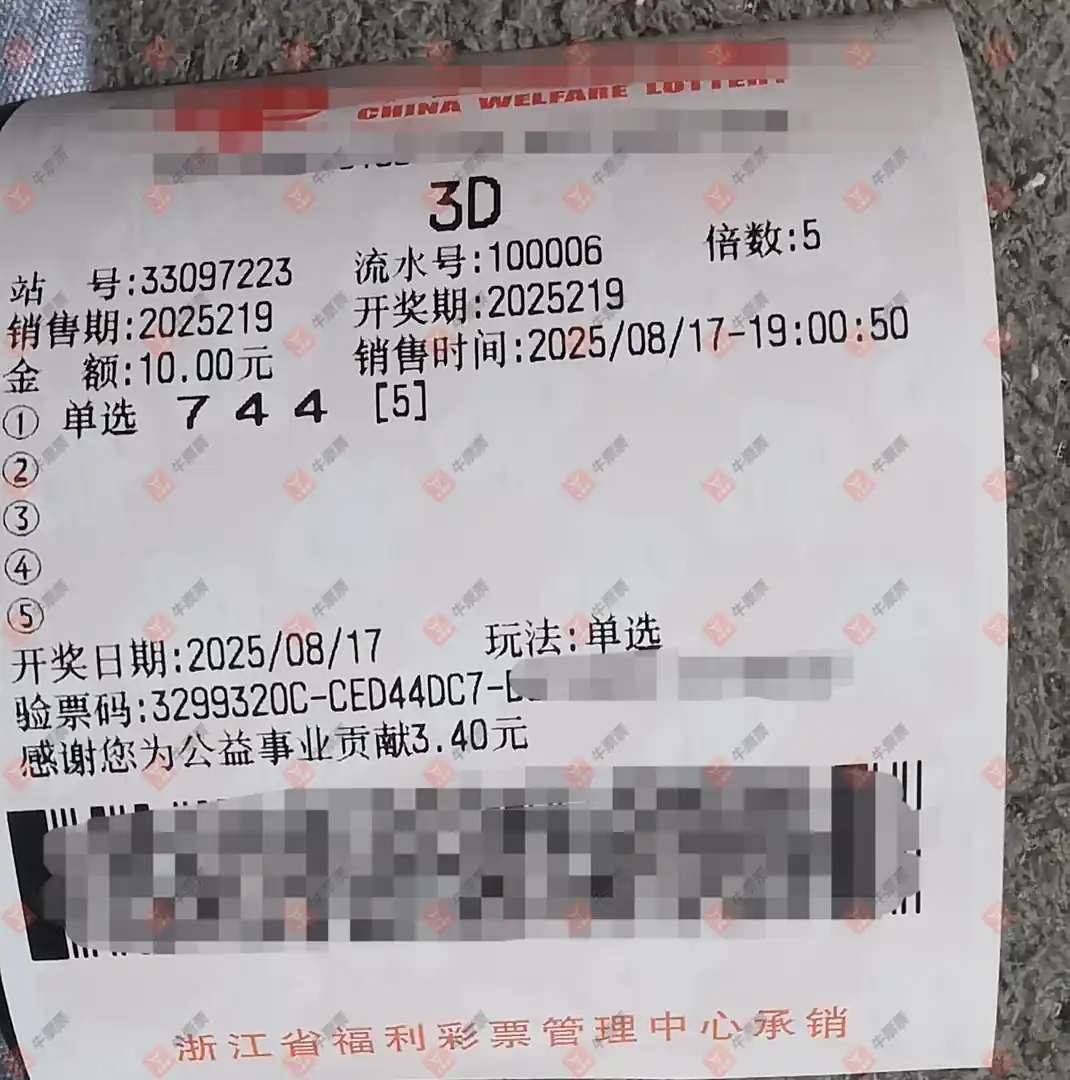 CHINA WELFARE LOTTERY
3D
站 号:33097223 流水号:100006 倍数:5
销售期:2025219 开奖期:2025219
金 额:10.00元 销售时间:2025/08/17-19:00:50
① 单选 7 4 4 [5]
②
③
④
⑤
开奖日期:2025/08/17 玩法:单选
验票码:3299320C-CED44DC7-
感谢您为公益事业贡献3.40元
浙江省福利彩票管理中心承销
牛票票